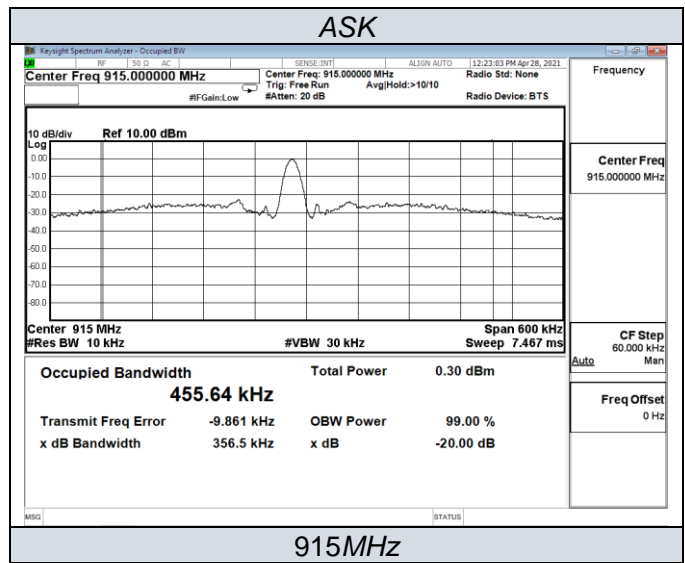 ASK
Keysight Spectrum Analyzer - Occupied BW
RF 50 Ω AC SENSE:INT ALIGN AUTO 12:23:03 PM Apr 28, 2021
Center Freq 915.000000 MHz
Center Freq: 915.000000 MHz
Radio Std: None
Trig: Free Run Avg|Hold:>10/10
#IFGain:Low #Atten: 20 dB Radio Device: BTS
Frequency
10 dB/div Ref 10.00 dBm
Log
0.00
-10.0
-20.0
-30.0
-40.0
-50.0
-60.0
-70.0
-80.0
Center Freq
915.000000 MHz
Center 915 MHz Span 600 kHz
#Res BW 10 kHz #VBW 30 kHz Sweep 7.467 ms
CF Step
60.000 kHz
Auto Man
Occupied Bandwidth Total Power 0.30 dBm
455.64 kHz
Freq Offset
0 Hz
Transmit Freq Error -9.861 kHz OBW Power 99.00 %
x dB Bandwidth 356.5 kHz x dB -20.00 dB
MSG STATUS
915MHz